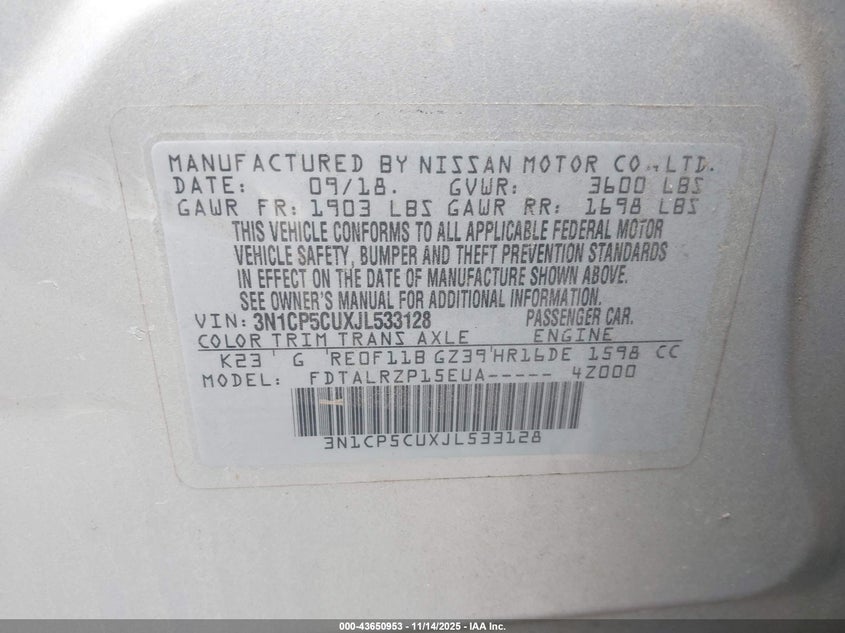 MANUFACTURED BY NISSAN MOTOR CO.,LTD.
DATE: 09/18. GVWR: 3600 LBS
GAWR FR: 1903 LBS GAWR RR: 1698 LBS
THIS VEHICLE CONFORMS TO ALL APPLICABLE FEDERAL MOTOR
VEHICLE SAFETY, BUMPER AND THEFT PREVENTION STANDARDS
IN EFFECT ON THE DATE OF MANUFACTURE SHOWN ABOVE.
SEE OWNER'S MANUAL FOR ADDITIONAL INFORMATION.
VIN: 3N1CP5CUXJL533128 PASSENGER CAR.
COLOR TRIM TRANS AXLE ENGINE
K23 ' G 'RE0F11B GZ39'HR16DE 1598 CC
MODEL: FDTALRZP15EUA----- 4Z000
3N1CP5CUXJL533128
000-43650953 | 11/14/2025 - IAA Inc.